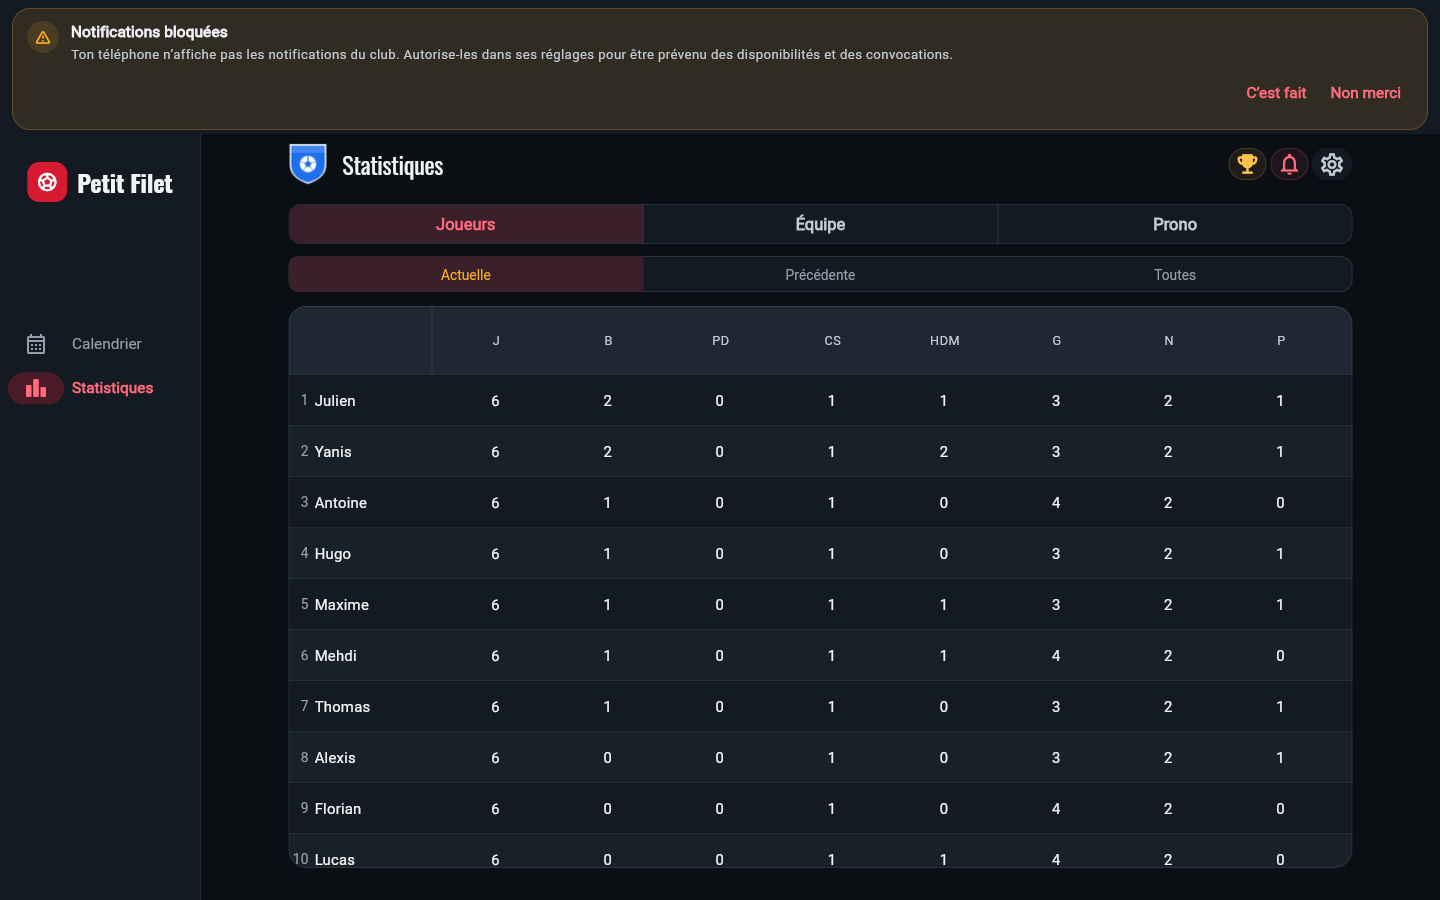 Notifications bloquées
Ton téléphone n’affiche pas les notifications du club. Autorise-les dans ses réglages pour être prévenu des disponibilités et des convocations.
C’est fait Non merci
Petit Filet
Calendrier
Statistiques
Statistiques
Joueurs Équipe Prono
Actuelle Précédente Toutes
J B PD CS HDM G N P
1 Julien 6 2 0 1 1 3 2 1
2 Yanis 6 2 0 1 2 3 2 1
3 Antoine 6 1 0 1 0 4 2 0
4 Hugo 6 1 0 1 0 3 2 1
5 Maxime 6 1 0 1 1 3 2 1
6 Mehdi 6 1 0 1 1 4 2 0
7 Thomas 6 1 0 1 0 3 2 1
8 Alexis 6 0 0 1 0 3 2 1
9 Florian 6 0 0 1 0 4 2 0
10 Lucas 6 0 0 1 1 4 2 0